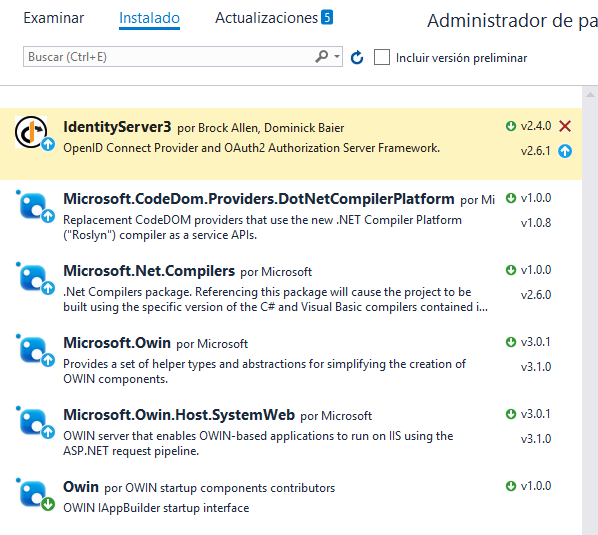 Examinar Instalado Actualizaciones 5 Administrador de pa
Buscar (Ctrl+E) Incluir versión preliminar
IdentityServer3 por Brock Allen, Dominick Baier v2.4.0
OpenID Connect Provider and OAuth2 Authorization Server Framework. v2.6.1
Microsoft.CodeDom.Providers.DotNetCompilerPlatform por Mi v1.0.0
Replacement CodeDOM providers that use the new .NET Compiler Platform v1.0.8
("Roslyn") compiler as a service APIs.
Microsoft.Net.Compilers por Microsoft v1.0.0
.Net Compilers package. Referencing this package will cause the project to be v2.6.0
built using the specific version of the C# and Visual Basic compilers contained i...
Microsoft.Owin por Microsoft v3.0.1
Provides a set of helper types and abstractions for simplifying the creation of v3.1.0
OWIN components.
Microsoft.Owin.Host.SystemWeb por Microsoft v3.0.1
OWIN server that enables OWIN-based applications to run on IIS using the v3.1.0
ASP.NET request pipeline.
Owin por OWIN startup components contributors v1.0.0
OWIN IAppBuilder startup interface